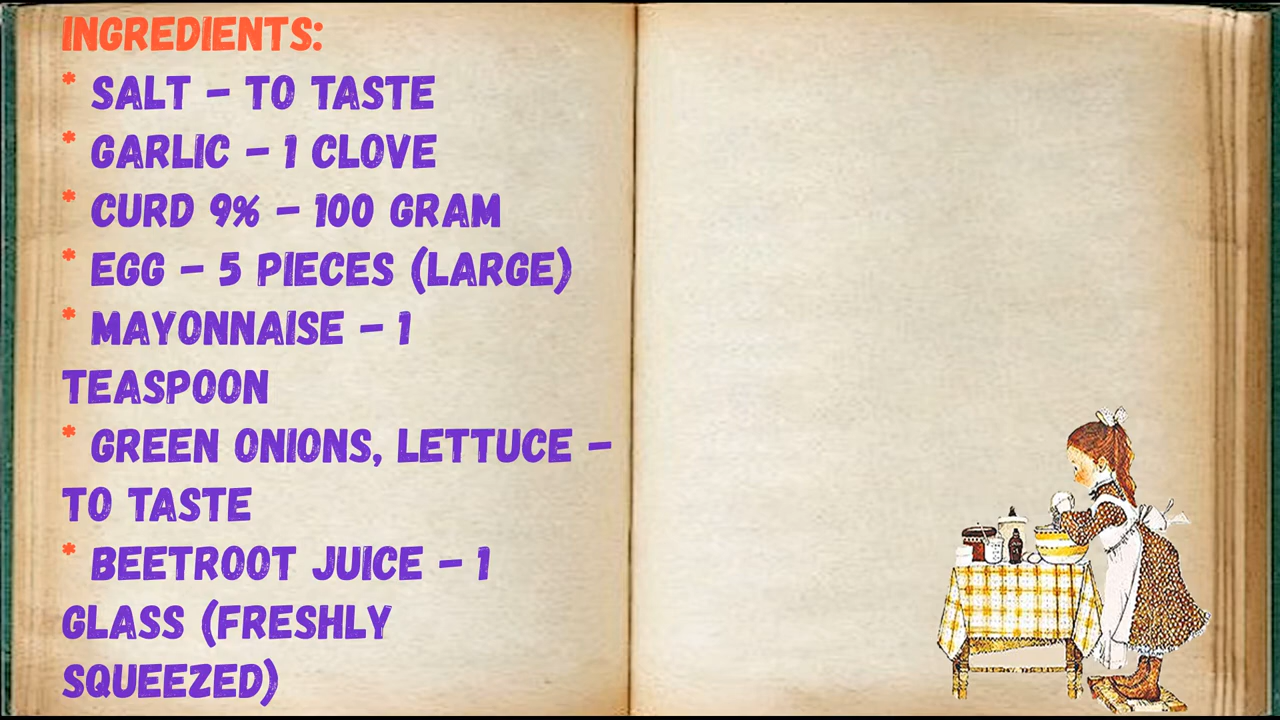 INGREDIENTS:
* SALT – TO TASTE
* GARLIC – 1 CLOVE
* CURD 9% – 100 GRAM
* EGG – 5 PIECES (LARGE)
* MAYONNAISE – 1
TEASPOON
* GREEN ONIONS, LETTUCE –
TO TASTE
* BEETROOT JUICE – 1
GLASS (FRESHLY
SQUEEZED)